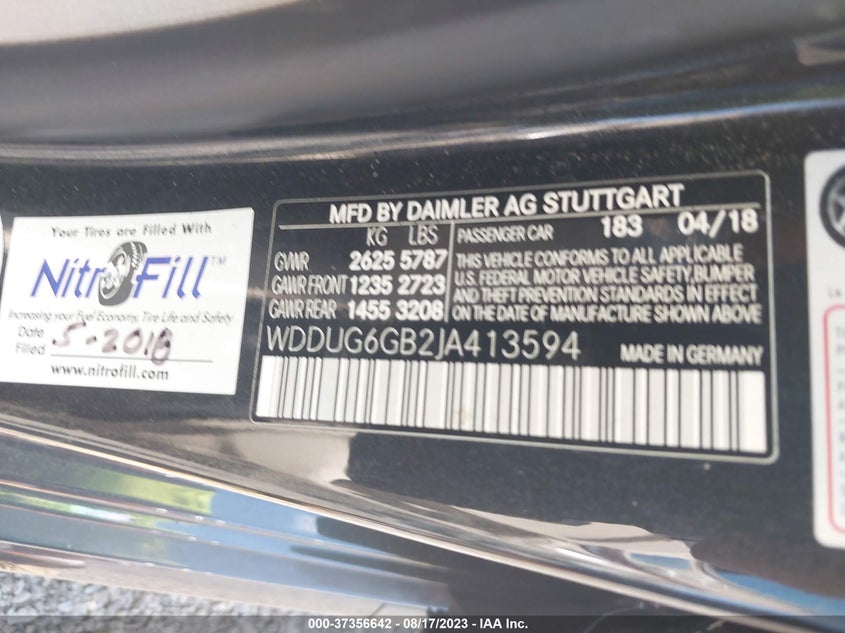 Your Tires are Filled With
NitroFill™
Increasing your Fuel Economy, Tire Life and Safety
Date Filled 5-2018
www.nitrofill.com
MFD BY DAIMLER AG STUTTGART
KG LBS
GVWR 2625 5787
GAWR FRONT 1235 2723
GAWR REAR 1455 3208
PASSENGER CAR 183 04/18
THIS VEHICLE CONFORMS TO ALL APPLICABLE
U.S. FEDERAL MOTOR VEHICLE SAFETY, BUMPER
AND THEFT PREVENTION STANDARDS IN EFFECT
ON THE DATE OF MANUFACTURE SHOWN ABOVE
WDDUG6GB2JA413594 MADE IN GERMANY
000-37356642 - 08/17/2023 - IAA Inc.